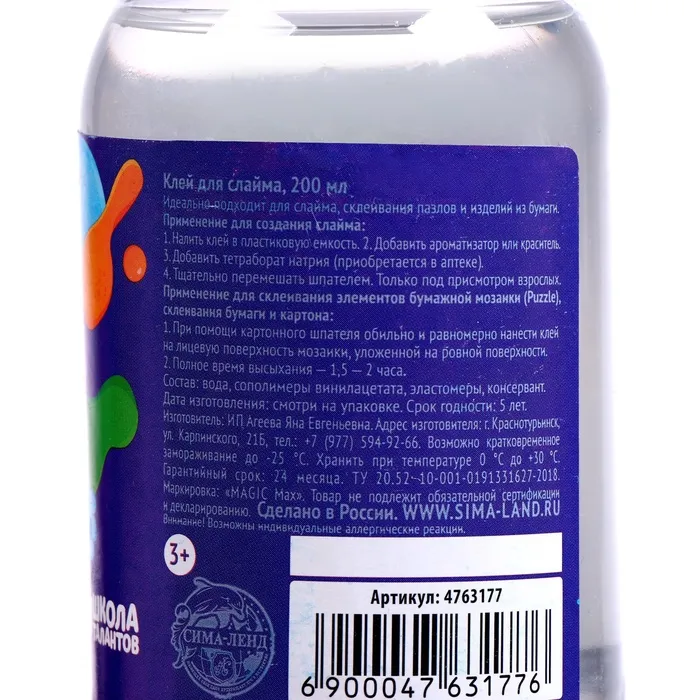 Клей для слайма, 200 мл
Идеально подходит для слайма, склеивания пазлов и изделий из бумаги.
Применение для создания слайма:
1. Налить клей в пластиковую емкость. 2. Добавить ароматизатор или краситель.
3. Добавить тетраборат натрия (приобретается в аптеке).
4. Тщательно перемешать шпателем. Только под присмотром взрослых.
Применение для склеивания элементов бумажной мозаики (Puzzle),
склеивания бумаги и картона:
1. При помощи картонного шпателя обильно и равномерно нанести клей
на лицевую поверхность мозаики, уложенной на ровной поверхности.
2. Полное время высыхания — 1,5 – 2 часа.
Состав: вода, сополимеры винилацетата, эластомеры, консервант.
Дата изготовления: смотри на упаковке. Срок годности: 5 лет.
Изготовитель: ИП Агеева Яна Евгеньевна. Адрес изготовителя: г. Краснотурьинск,
ул. Карпинского, 21Б, тел.: +7 (977) 594-92-66. Возможно кратковременное
замораживание до -25 °C. Хранить при температуре 0 °C до +30 °C.
Гарантийный срок: 24 месяца. ТУ 20.52-10-001-0191331627-2018.
Маркировка: «MAGIC Max». Товар не подлежит обязательной сертификации
и декларированию. Сделано в России. WWW.SIMA-LAND.RU
Внимание! Возможны индивидуальные аллергические реакции.
3+
Артикул: 4763177
СИМА-ЛЕНД
ШКОЛА
ТАЛАНТОВ
6 900047 631776